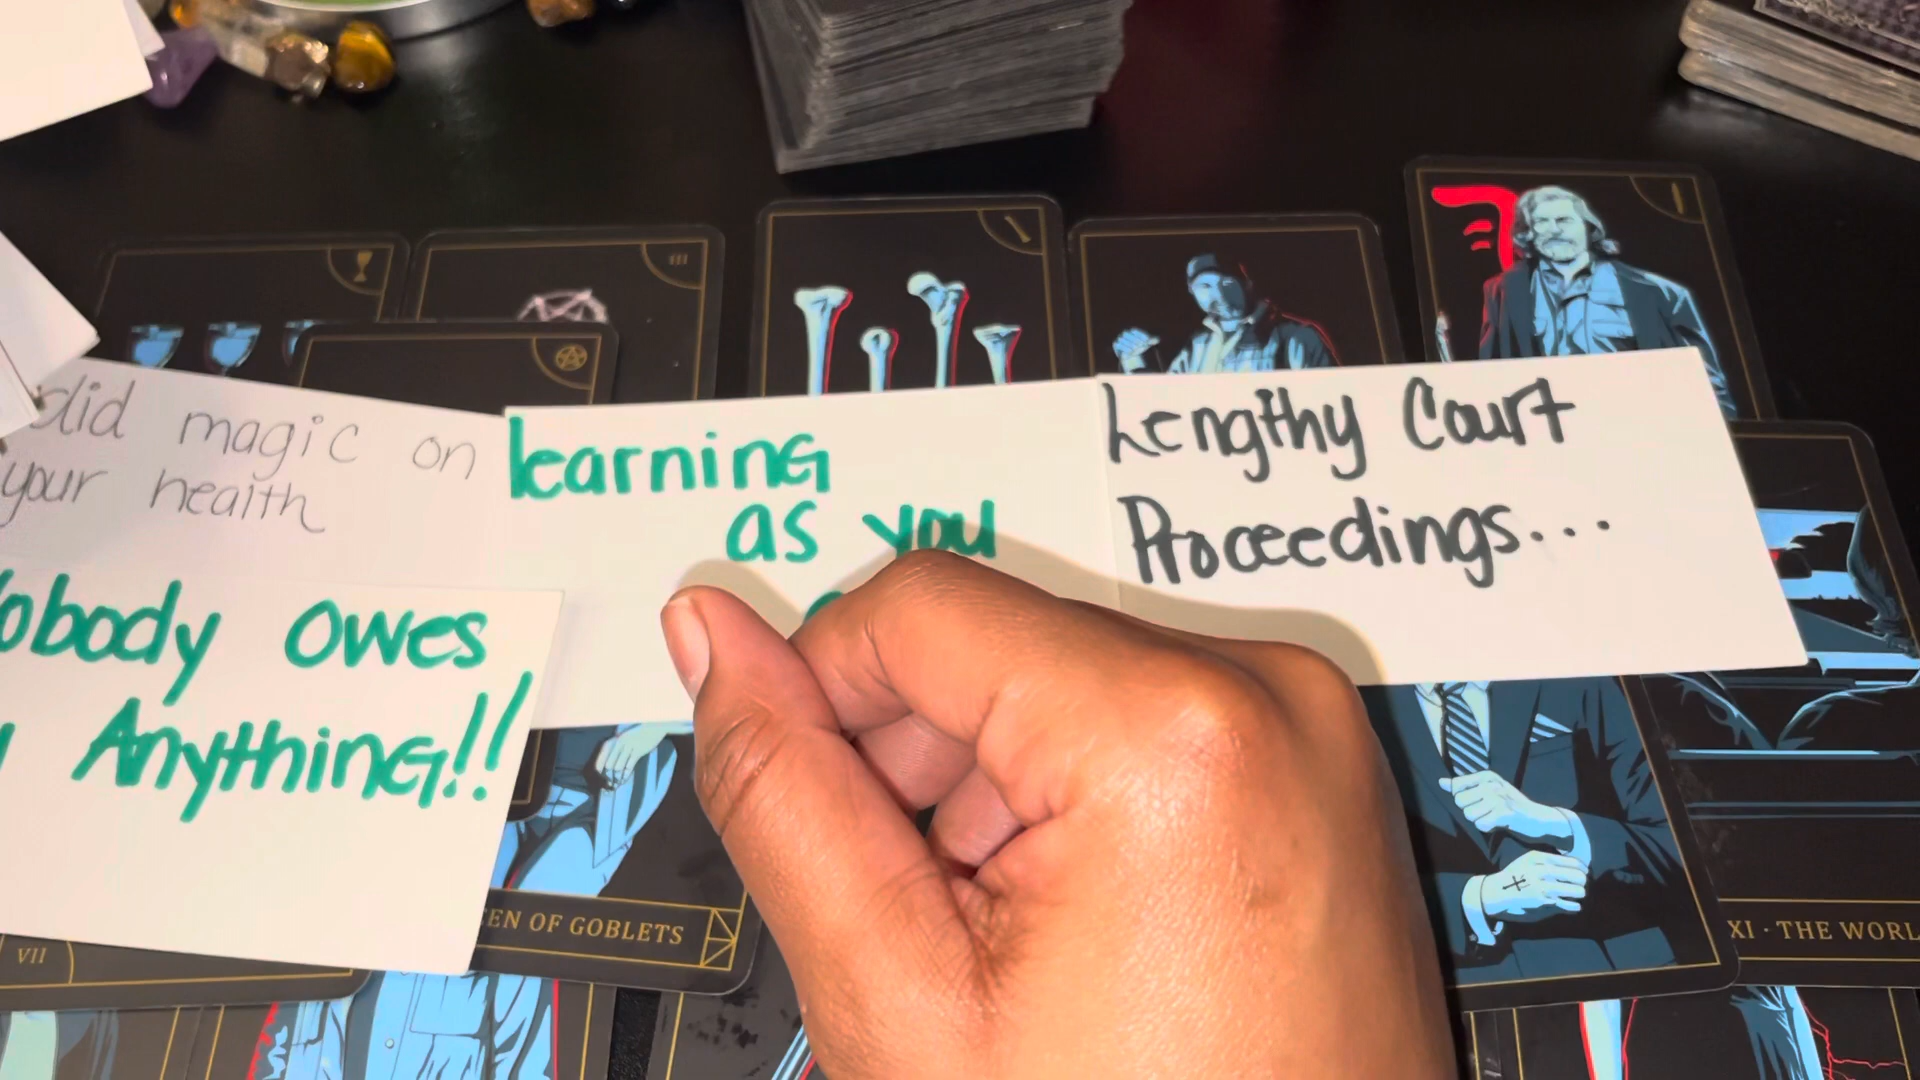 III
did magic on
your health
learning
as you
Lengthy Court
Proceedings...
obody owes
Anything!!
EN OF GOBLETS
XI · THE WORL
VII